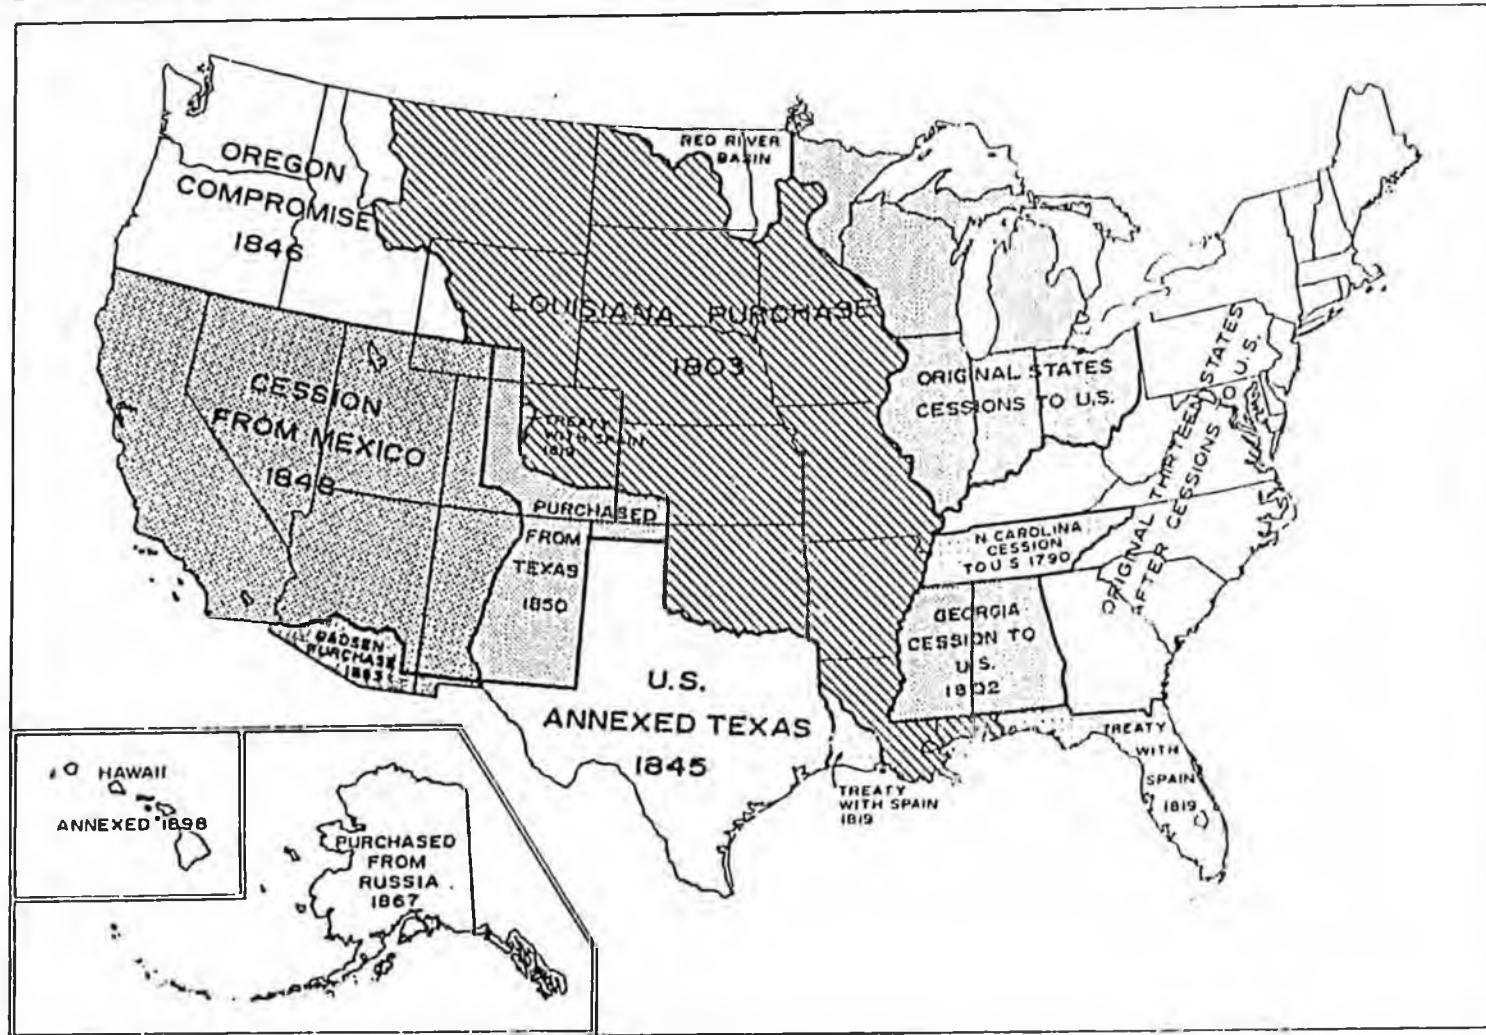 RED RIVER
BASIN
OREGON
COMPROMISE
1846
LOUISIANA PURCHASE
1803
CESSION
FROM MEXICO
1848
TREATY
WITH SPAIN
1819
ORIGINAL STATES
CESSIONS TO U.S.
ORIGINAL THIRTEEN STATES
AFTER CESSIONS TO U.S.
PURCHASED
FROM
TEXAS
1850
N CAROLINA
CESSION
TO U S 1790
GEORGIA
CESSION TO
U.S.
1802
GADSEN
PURCHASE
1853
U.S.
ANNEXED TEXAS
1845
TREATY
WITH SPAIN
1819
TREATY
WITH
SPAIN
1819
HAWAII
ANNEXED 1898
PURCHASED
FROM
RUSSIA
1867